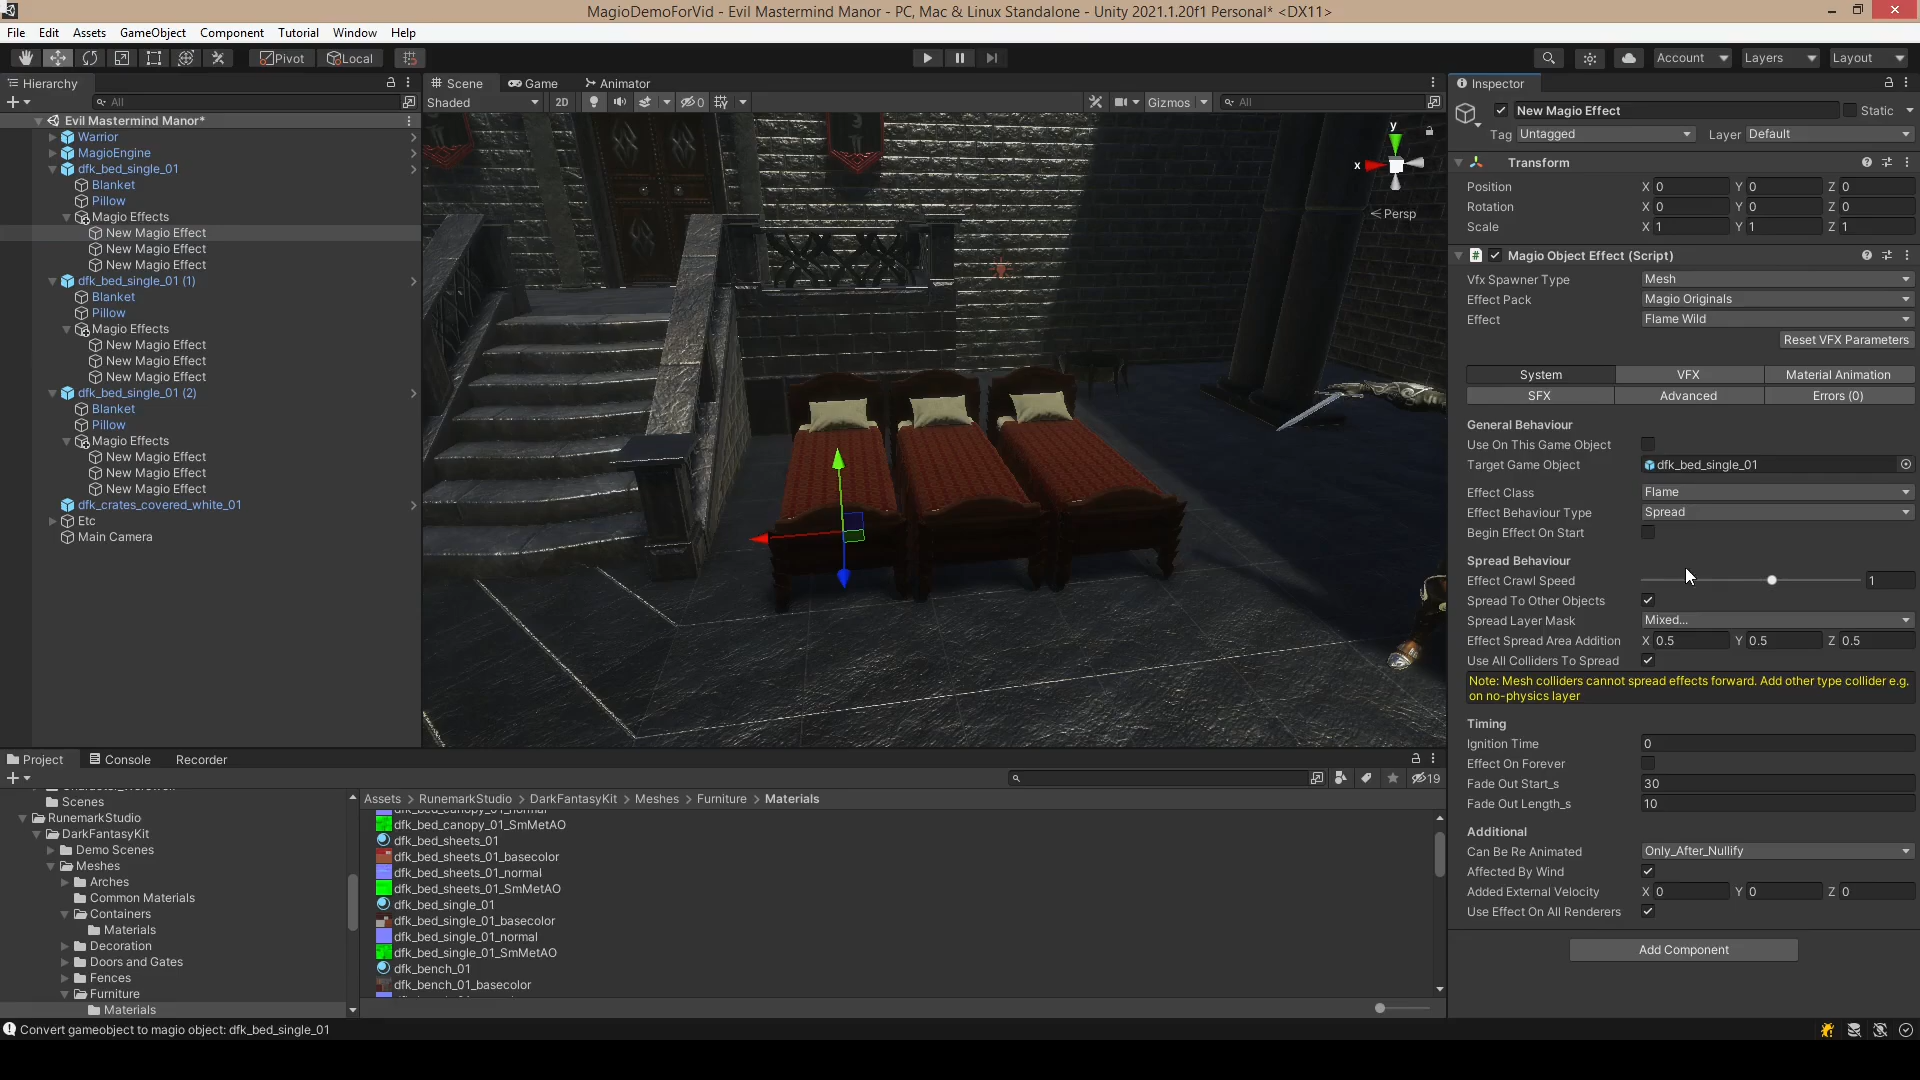 MagioDemoForVid - Evil Mastermind Manor - PC, Mac & Linux Standalone - Unity 2021.1.20f1 Personal* <DX11>
File Edit Assets GameObject Component Tutorial Window Help
Pivot Local Account Layers Layout
Hierarchy
All
Evil Mastermind Manor*
Warrior
MagioEngine
dfk_bed_single_01
Blanket
Pillow
Magio Effects
New Magio Effect
New Magio Effect
New Magio Effect
dfk_bed_single_01 (1)
Blanket
Pillow
Magio Effects
New Magio Effect
New Magio Effect
New Magio Effect
dfk_bed_single_01 (2)
Blanket
Pillow
Magio Effects
New Magio Effect
New Magio Effect
New Magio Effect
dfk_crates_covered_white_01
Etc
Main Camera
Scene Game Animator
Shaded 2D 0 Gizmos All
y
x
< Persp
Inspector
New Magio Effect Static
Tag Untagged Layer Default
Transform
Position X 0 Y 0 Z 0
Rotation X 0 Y 0 Z 0
Scale X 1 Y 1 Z 1
# Magio Object Effect (Script)
Vfx Spawner Type Mesh
Effect Pack Magio Originals
Effect Flame Wild
Reset VFX Parameters
System VFX Material Animation
SFX Advanced Errors (0)
General Behaviour
Use On This Game Object
Target Game Object dfk_bed_single_01
Effect Class Flame
Effect Behaviour Type Spread
Begin Effect On Start
Spread Behaviour
Effect Crawl Speed 1
Spread To Other Objects
Spread Layer Mask Mixed...
Effect Spread Area Addition X 0.5 Y 0.5 Z 0.5
Use All Colliders To Spread
Note: Mesh colliders cannot spread effects forward. Add other type collider e.g.
on no-physics layer
Timing
Ignition Time 0
Effect On Forever
Fade Out Start_s 30
Fade Out Length_s 10
Additional
Can Be Re Animated Only_After_Nullify
Affected By Wind
Added External Velocity X 0 Y 0 Z 0
Use Effect On All Renderers
Add Component
Project Console Recorder
19
Scenes
RunemarkStudio
DarkFantasyKit
Demo Scenes
Meshes
Arches
Common Materials
Containers
Materials
Decoration
Doors and Gates
Fences
Furniture
Materials
Assets > RunemarkStudio > DarkFantasyKit > Meshes > Furniture > Materials
dfk_bed_canopy_01_normal
dfk_bed_canopy_01_SmMetAO
dfk_bed_sheets_01
dfk_bed_sheets_01_basecolor
dfk_bed_sheets_01_normal
dfk_bed_sheets_01_SmMetAO
dfk_bed_single_01
dfk_bed_single_01_basecolor
dfk_bed_single_01_normal
dfk_bed_single_01_SmMetAO
dfk_bench_01
dfk_bench_01_basecolor
Convert gameobject to magio object: dfk_bed_single_01